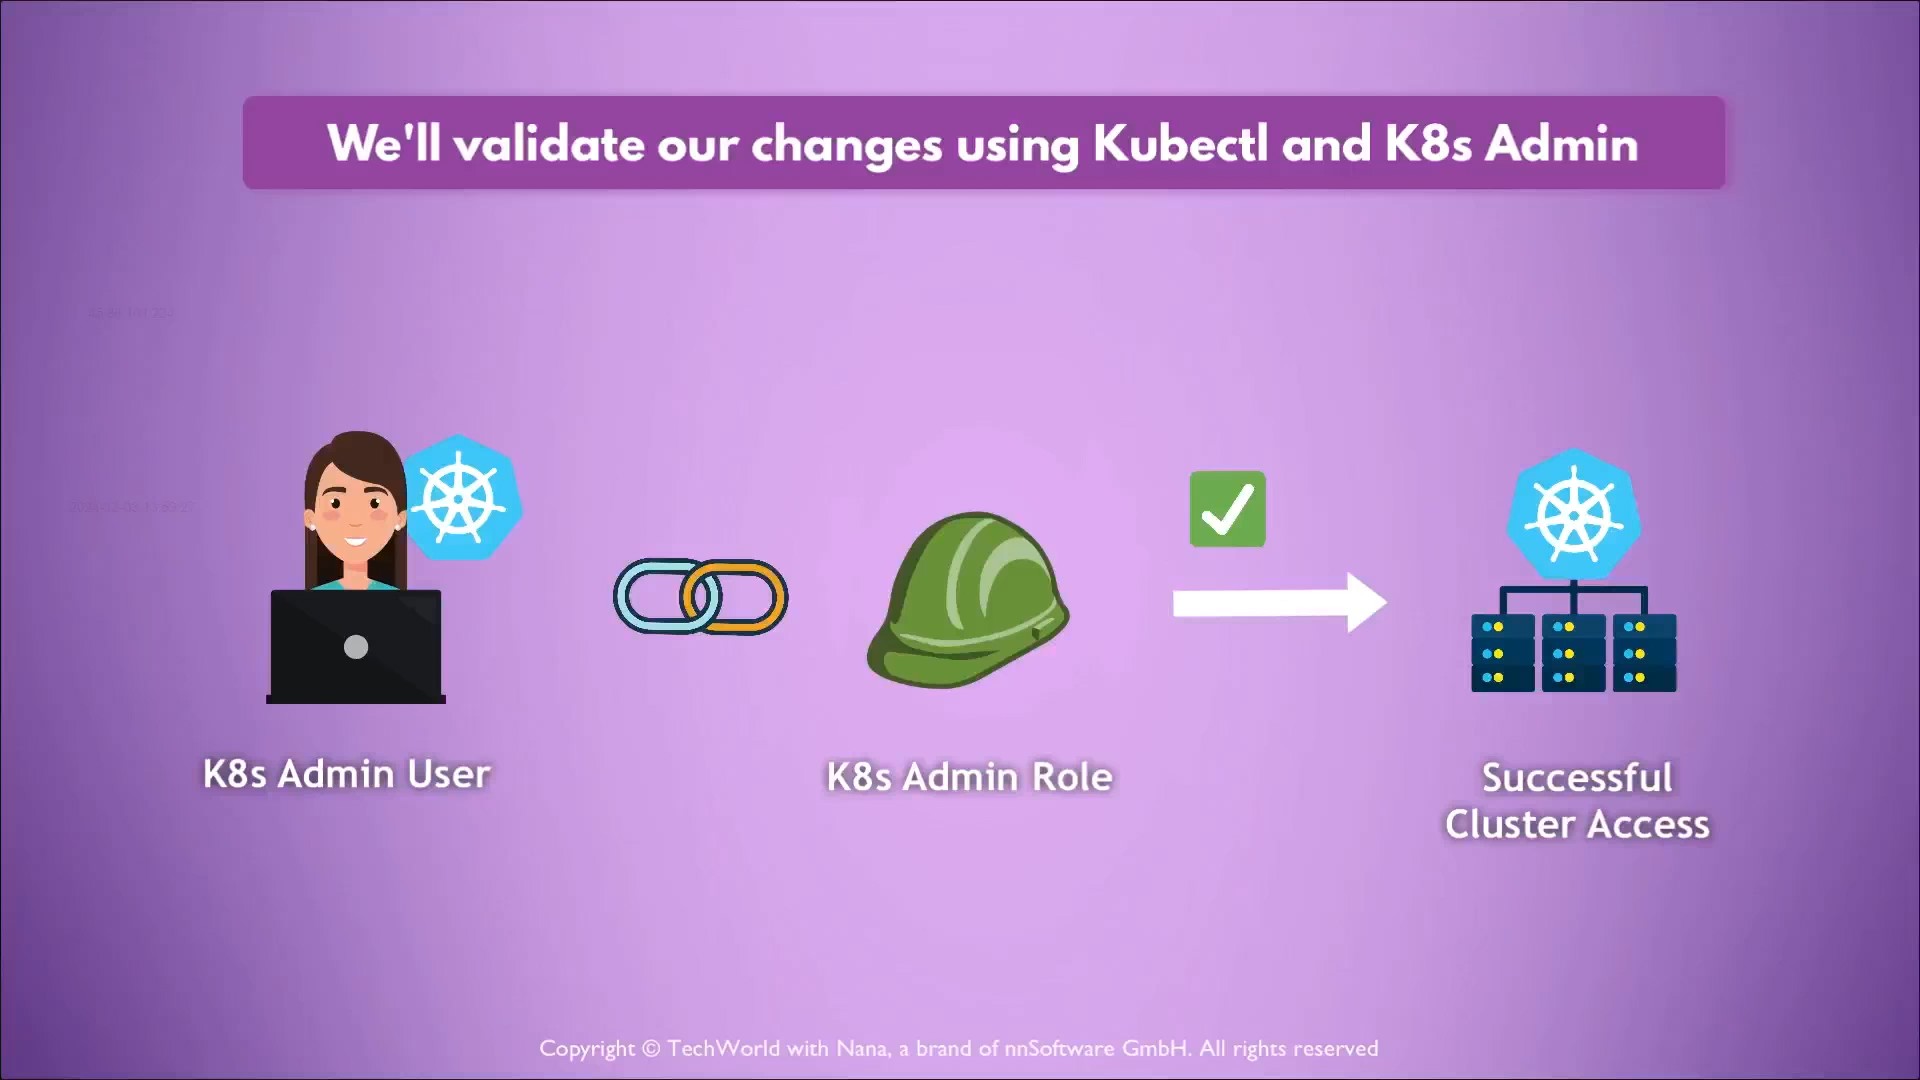 We'll validate our changes using Kubectl and K8s Admin
K8s Admin User
K8s Admin Role
Successful
Cluster Access
Copyright © TechWorld with Nana, a brand of nnSoftware GmbH. All rights reserved